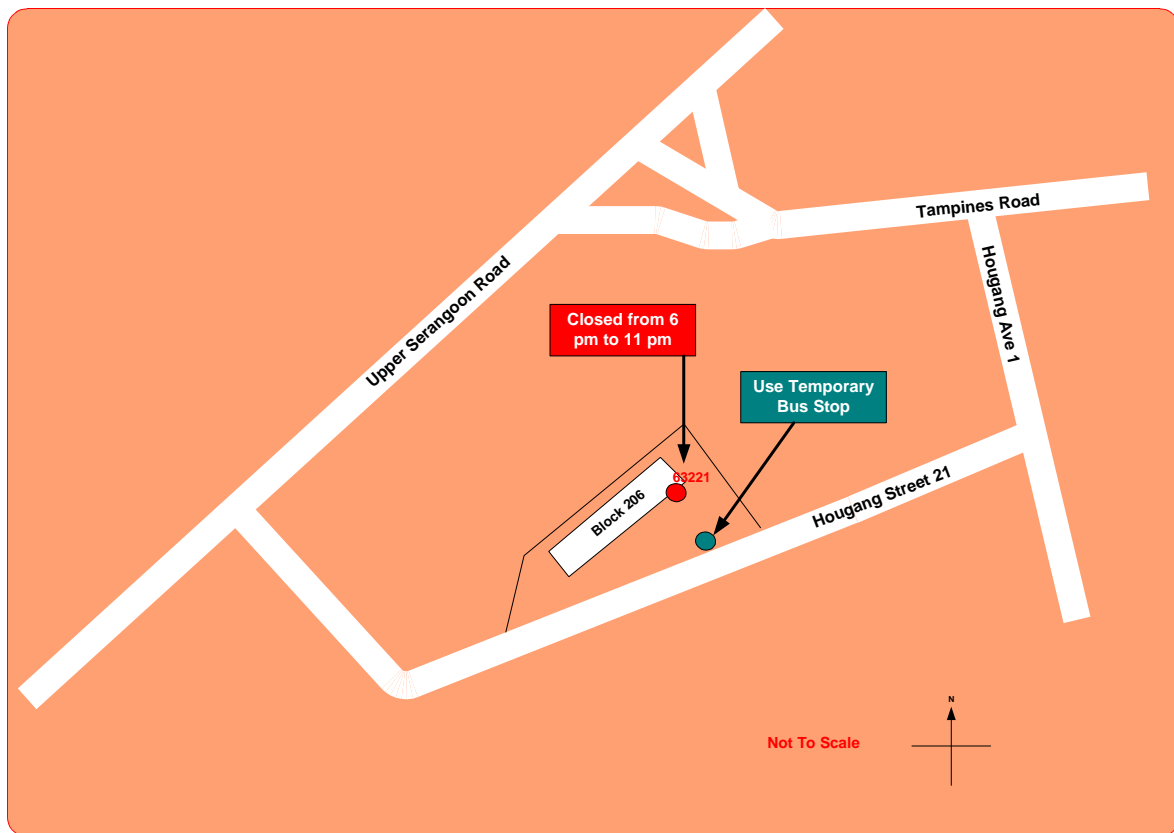 Tampines Road
Upper Serangoon Road
Hougang Ave 1
Closed from 6
pm to 11 pm
Use Temporary
Bus Stop
63221
Block 206
Hougang Street 21
N
Not To Scale